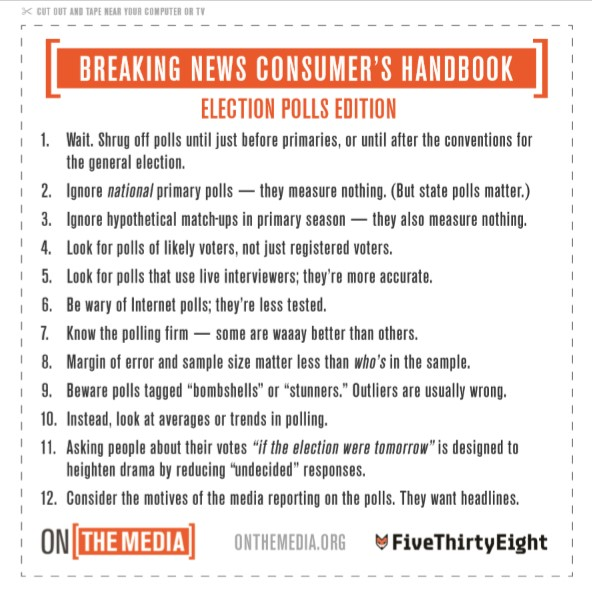 CUT OUT AND TAPE NEAR YOUR COMPUTER OR TV
BREAKING NEWS CONSUMER'S HANDBOOK
ELECTION POLLS EDITION
1. Wait. Shrug off polls until just before primaries, or until after the conventions for
the general election.
2. Ignore national primary polls — they measure nothing. (But state polls matter.)
3. Ignore hypothetical match-ups in primary season — they also measure nothing.
4. Look for polls of likely voters, not just registered voters.
5. Look for polls that use live interviewers; they're more accurate.
6. Be wary of Internet polls; they're less tested.
7. Know the polling firm — some are waaay better than others.
8. Margin of error and sample size matter less than who's in the sample.
9. Beware polls tagged “bombshells” or “stunners.” Outliers are usually wrong.
10. Instead, look at averages or trends in polling.
11. Asking people about their votes “if the election were tomorrow” is designed to
heighten drama by reducing “undecided” responses.
12. Consider the motives of the media reporting on the polls. They want headlines.
ON [THE MEDIA] ONTHEMEDIA.ORG FiveThirtyEight